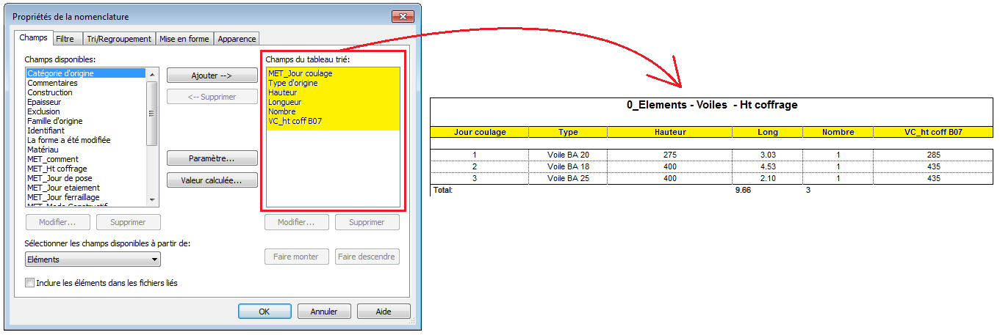 Propriétés de la nomenclature
Champs Filtre Tri/Regroupement Mise en forme Apparence
Champs disponibles:
Catégorie d'origine
Commentaires
Construction
Epaisseur
Exclusion
Famille d'origine
Identifiant
La forme a été modifiée
Matériau
MET_comment
MET_Ht coffrage
MET_Jour de pose
MET_Jour etaiement
MET_Jour ferraillage
MET_Mode Constructif
Ajouter -->
<-- Supprimer
Paramètre...
Valeur calculée...
Champs du tableau trié:
MET_Jour coulage
Type d'origine
Hauteur
Longueur
Nombre
VC_ht coff B07
Modifier... Supprimer
Modifier... Supprimer
Sélectionner les champs disponibles à partir de:
Eléments
Faire monter Faire descendre
Inclure les éléments dans les fichiers liés
OK Annuler Aide
0_Elements - Voiles - Ht coffrage
Jour coulage Type Hauteur Long Nombre VC_ht coff B07
1 Voile BA 20 275 3.03 1 285
2 Voile BA 18 400 4.53 1 435
3 Voile BA 25 400 2.10 1 435
Total: 9.66 3